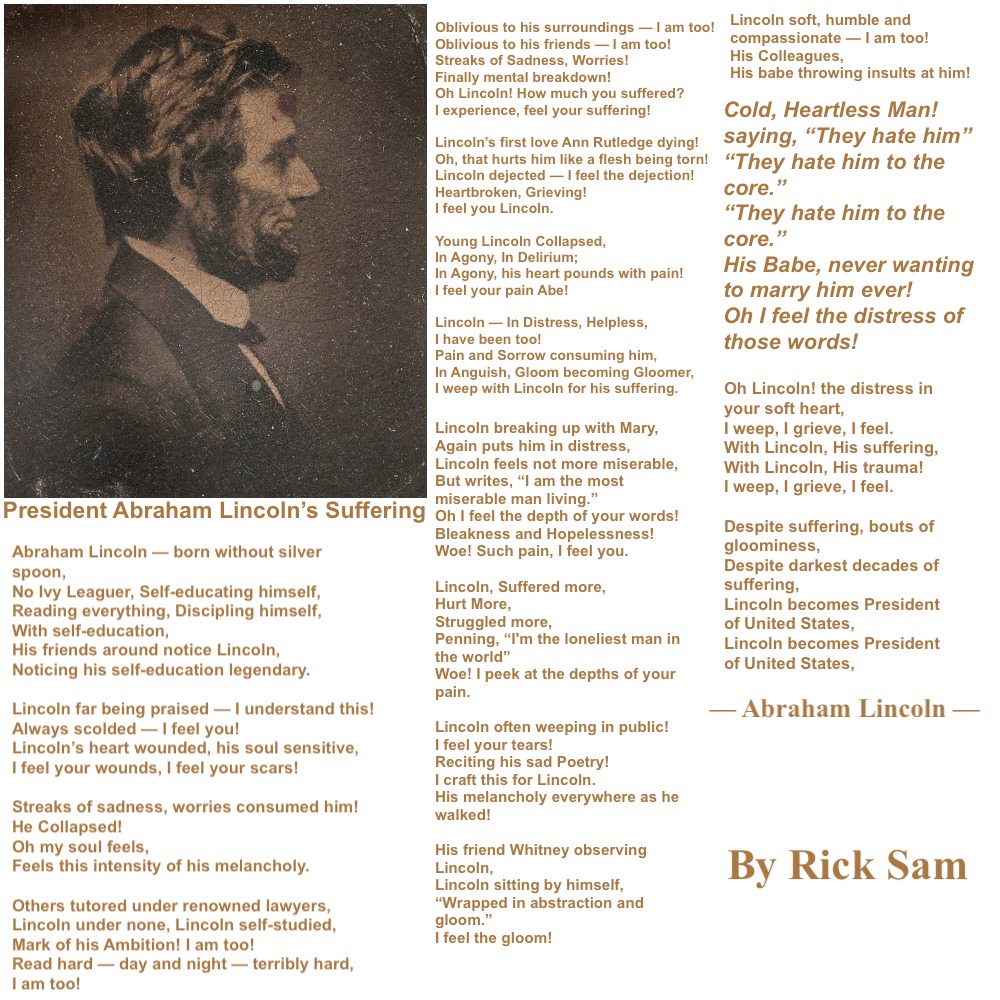 President Abraham Lincoln's Suffering
Abraham Lincoln — born without silver
spoon,
No Ivy Leaguer, Self-educating himself,
Reading everything, Discipling himself,
With self-education,
His friends around notice Lincoln,
Noticing his self-education legendary.
Lincoln far being praised — I understand this!
Always scolded — I feel you!
Lincoln's heart wounded, his soul sensitive,
I feel your wounds, I feel your scars!
Streaks of sadness, worries consumed him!
He Collapsed!
Oh my soul feels,
Feels this intensity of his melancholy.
Others tutored under renowned lawyers,
Lincoln under none, Lincoln self-studied,
Mark of his Ambition! I am too!
Read hard — day and night — terribly hard,
I am too!
Oblivious to his surroundings — I am too!
Oblivious to his friends — I am too!
Streaks of Sadness, Worries!
Finally mental breakdown!
Oh Lincoln! How much you suffered?
I experience, feel your suffering!
Lincoln's first love Ann Rutledge dying!
Oh, that hurts him like a flesh being torn!
Lincoln dejected — I feel the dejection!
Heartbroken, Grieving!
I feel you Lincoln.
Young Lincoln Collapsed,
In Agony, In Delirium;
In Agony, his heart pounds with pain!
I feel your pain Abe!
Lincoln — In Distress, Helpless,
I have been too!
Pain and Sorrow consuming him,
In Anguish, Gloom becoming Gloomer,
I weep with Lincoln for his suffering.
Lincoln breaking up with Mary,
Again puts him in distress,
Lincoln feels not more miserable,
But writes, “I am the most
miserable man living.”
Oh I feel the depth of your words!
Bleakness and Hopelessness!
Woe! Such pain, I feel you.
Lincoln, Suffered more,
Hurt More,
Struggled more,
Penning, “I'm the loneliest man in
the world”
Woe! I peek at the depths of your
pain.
Lincoln often weeping in public!
I feel your tears!
Reciting his sad Poetry!
I craft this for Lincoln.
His melancholy everywhere as he
walked!
His friend Whitney observing
Lincoln,
Lincoln sitting by himself,
“Wrapped in abstraction and
gloom.”
I feel the gloom!
Lincoln soft, humble and
compassionate — I am too!
His Colleagues,
His babe throwing insults at him!
Cold, Heartless Man!
saying, “They hate him”
“They hate him to the
core.”
“They hate him to the
core.”
His Babe, never wanting
to marry him ever!
Oh I feel the distress of
those words!
Oh Lincoln! the distress in
your soft heart,
I weep, I grieve, I feel.
With Lincoln, His suffering,
With Lincoln, His trauma!
I weep, I grieve, I feel.
Despite suffering, bouts of
gloominess,
Despite darkest decades of
suffering,
Lincoln becomes President
of United States,
Lincoln becomes President
of United States,
— Abraham Lincoln —
By Rick Sam